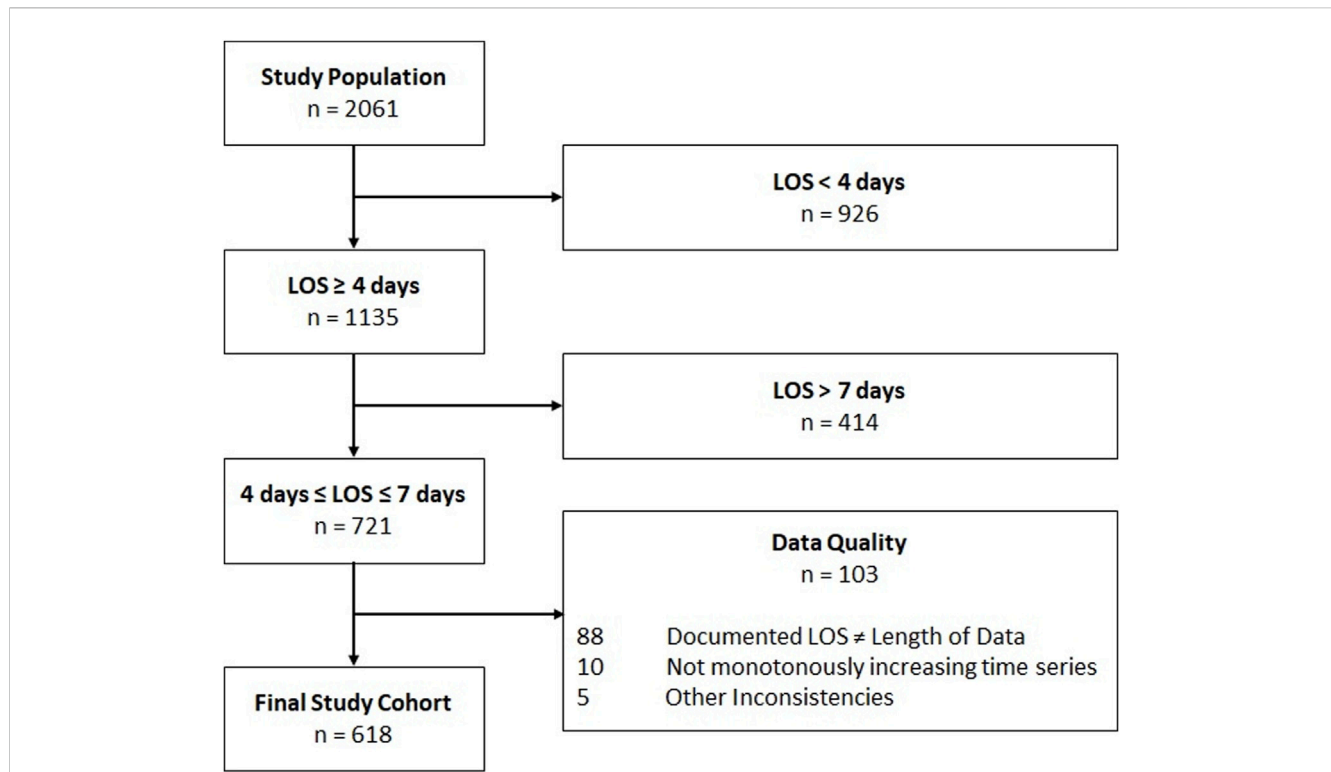 Study Population
n = 2061
LOS < 4 days
n = 926
LOS ≥ 4 days
n = 1135
LOS > 7 days
n = 414
4 days ≤ LOS ≤ 7 days
n = 721
Data Quality
n = 103
88 Documented LOS ≠ Length of Data
10 Not monotonously increasing time series
5 Other Inconsistencies
Final Study Cohort
n = 618